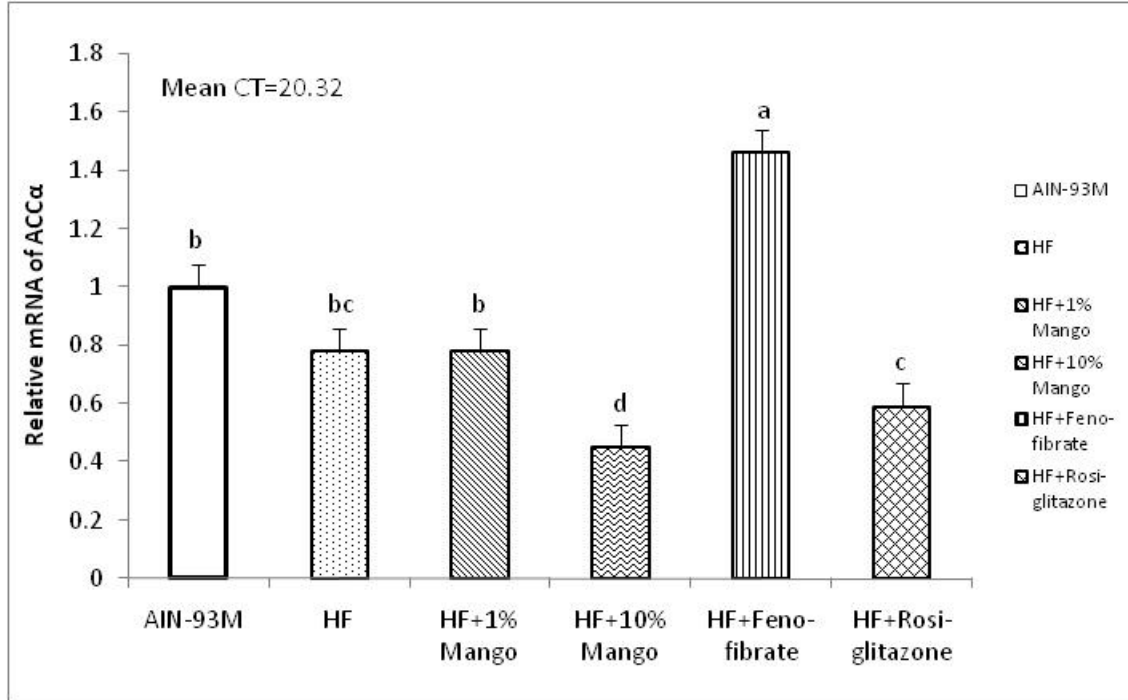 1.8
Mean CT=20.32
1.6
a
1.4
1.2
b
1
bc
b
0.8
c
0.6
d
0.4
0.2
0
Relative mRNA of ACCα
AIN-93M
HF
HF+1%
Mango
HF+10%
Mango
HF+Feno-
fibrate
HF+Rosi-
glitazone
AIN-93M
HF
HF+1%
Mango
HF+10%
Mango
HF+Feno-
fibrate
HF+Rosi-
glitazone